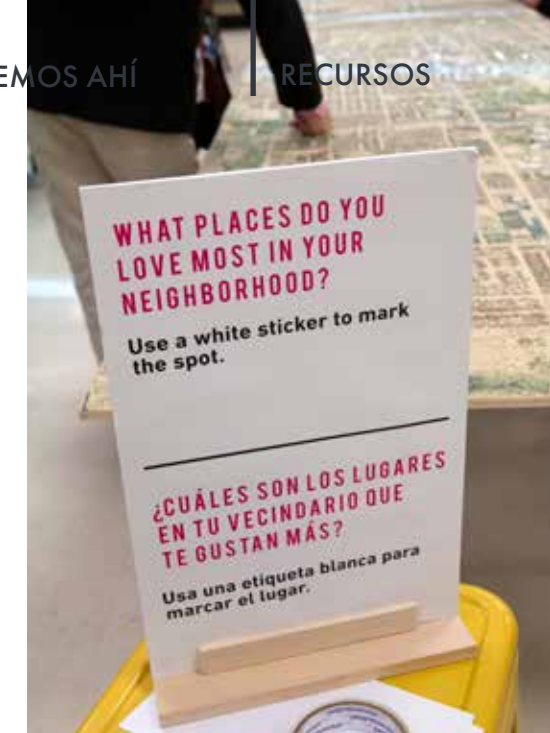 EMOS AHÍ
RECURSOS
WHAT PLACES DO YOU
LOVE MOST IN YOUR
NEIGHBORHOOD?
Use a white sticker to mark
the spot.
¿CUÁLES SON LOS LUGARES
EN TU VECINDARIO QUE
TE GUSTAN MÁS?
Usa una etiqueta blanca para
marcar el lugar.